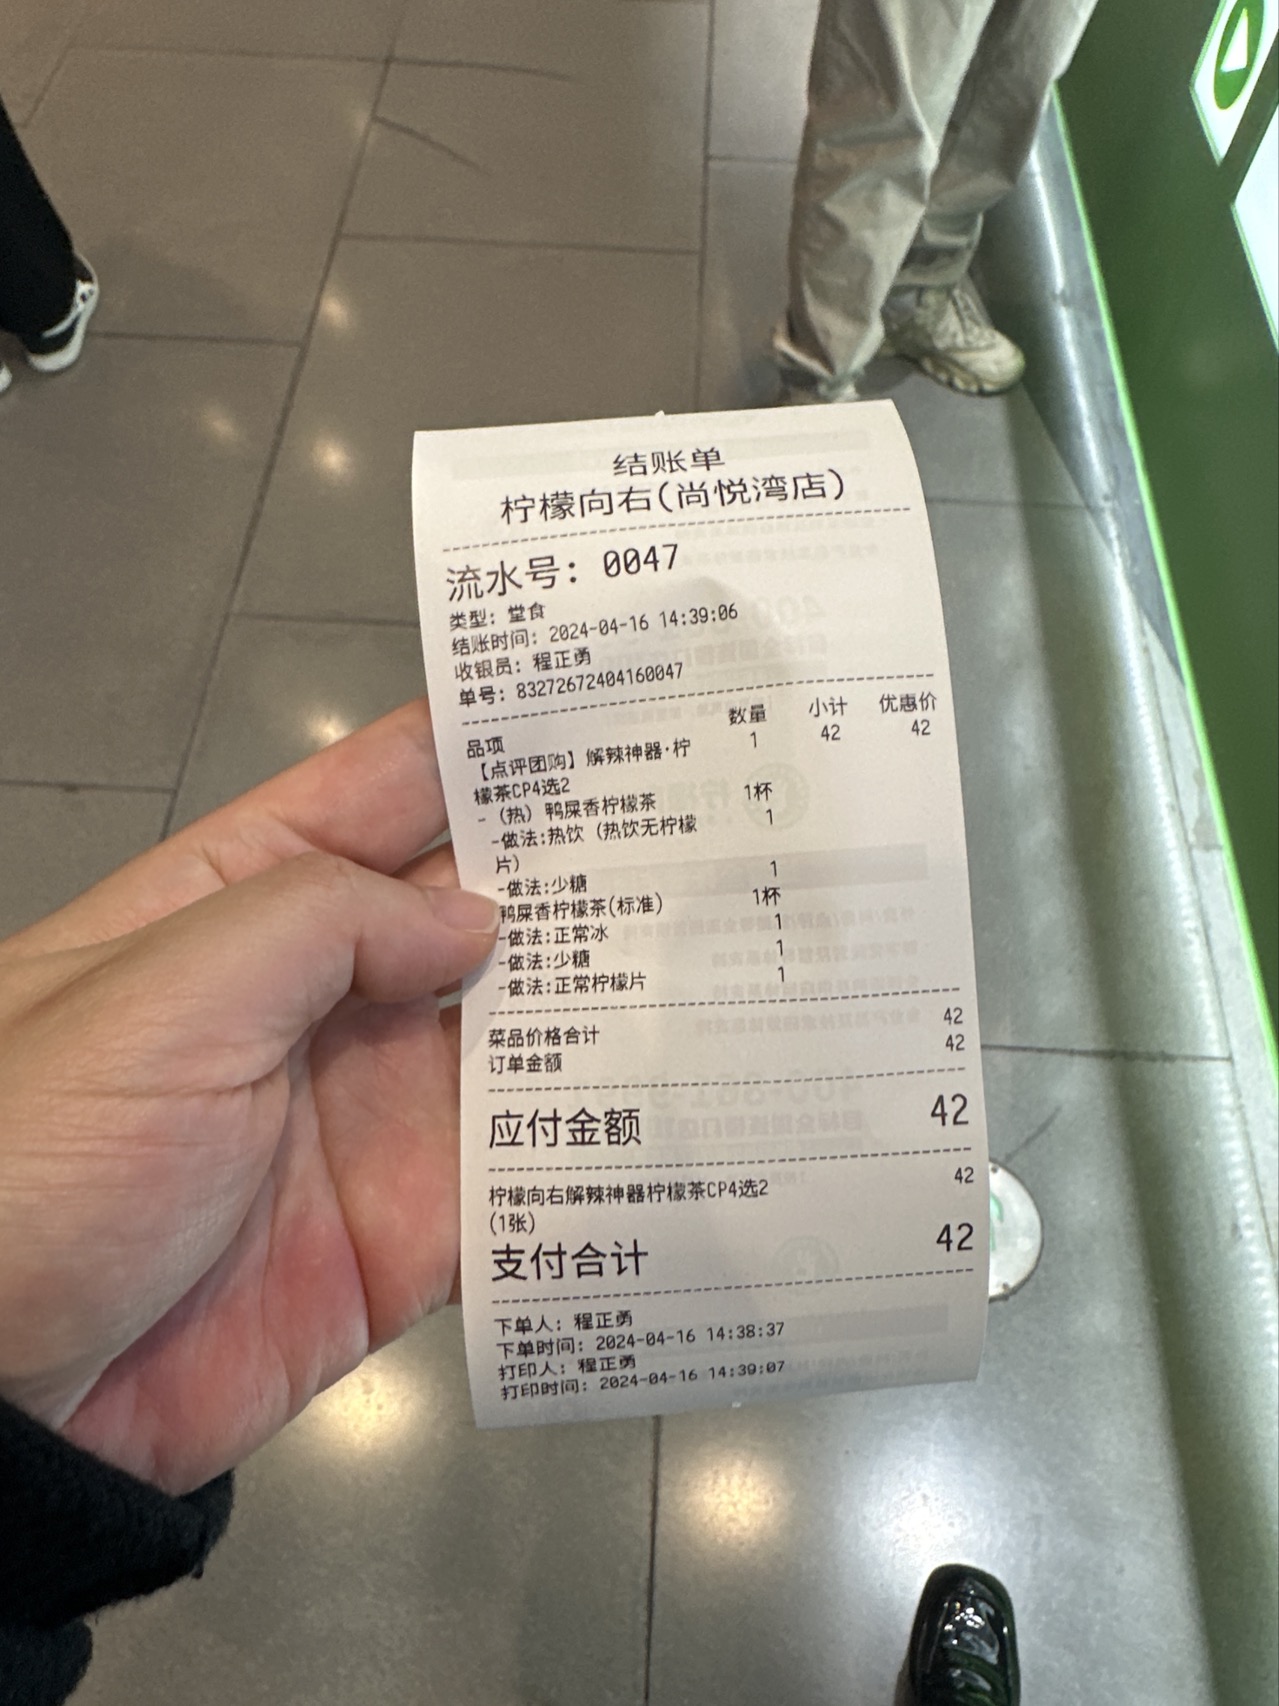 结账单
柠檬向右(尚悦湾店)
流水号: 0047
类型: 堂食
结账时间: 2024-04-16 14:39:06
收银员: 程正勇
单号: 83272672404160047
品项 数量 小计 优惠价
【点评团购】解辣神器·柠 1 42 42
檬茶CP4选2
-(热)鸭屎香柠檬茶 1杯
-做法:热饮(热饮无柠檬 1
片)
-做法:少糖 1
鸭屎香柠檬茶(标准) 1杯
-做法:正常冰 1
-做法:少糖 1
-做法:正常柠檬片 1
菜品价格合计 42
订单金额 42
应付金额 42
柠檬向右解辣神器柠檬茶CP4选2 42
(1张)
支付合计 42
下单人: 程正勇
下单时间: 2024-04-16 14:38:37
打印人: 程正勇
打印时间: 2024-04-16 14:39:07